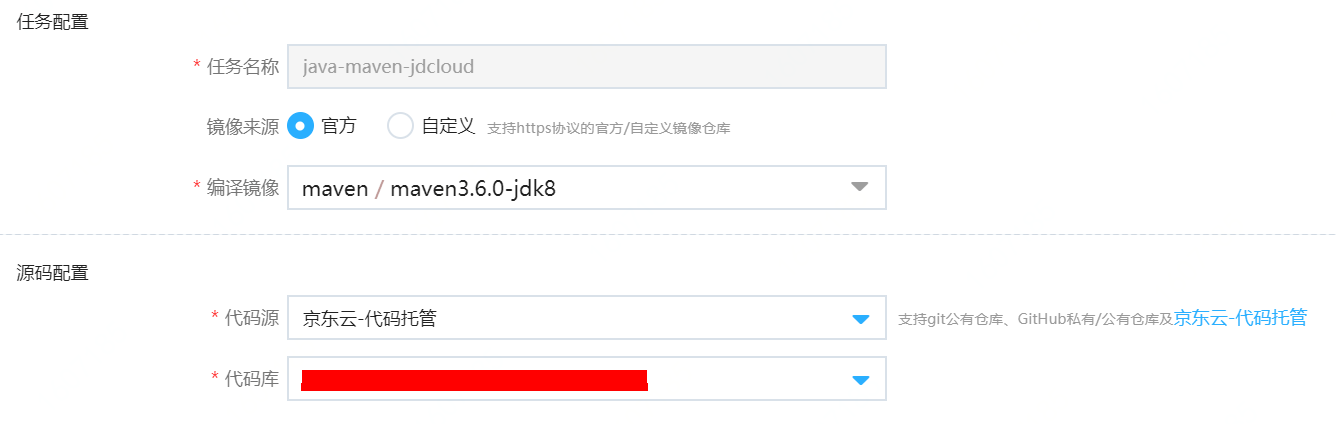 任务配置
* 任务名称 java-maven-jdcloud
镜像来源 官方 自定义 支持https协议的官方/自定义镜像仓库
* 编译镜像 maven / maven3.6.0-jdk8
源码配置
* 代码源 京东云-代码托管 支持git公有仓库、GitHub私有/公有仓库及京东云-代码托管
* 代码库